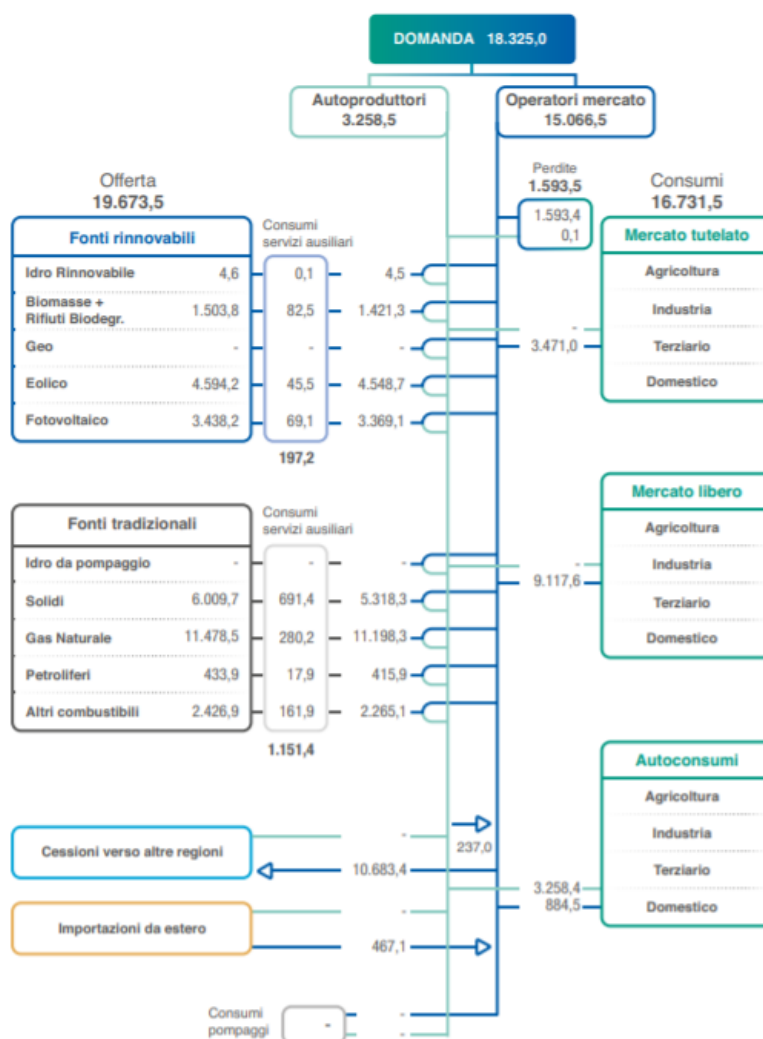 DOMANDA 18.325,0
Autoproduttori
3.258,5
Operatori mercato
15.066,5
Offerta
19.673,5
Perdite
1.593,5
1.593,4
0,1
Consumi
16.731,5
Fonti rinnovabili
Consumi
servizi ausiliari
Idro Rinnovabile 4,6 0,1 4,5
Biomasse +
Rifiuti Biodegr. 1.503,8 82,5 1.421,3
Geo - - -
Eolico 4.594,2 45,5 4.548,7
Fotovoltaico 3.438,2 69,1 3.369,1
197,2
Mercato tutelato
Agricoltura
Industria
-
3.471,0
Terziario
Domestico
Fonti tradizionali
Consumi
servizi ausiliari
Idro da pompaggio - - -
Solidi 6.009,7 691,4 5.318,3
Gas Naturale 11.478,5 280,2 11.198,3
Petroliferi 433,9 17,9 415,9
Altri combustibili 2.426,9 161,9 2.265,1
1.151,4
Mercato libero
Agricoltura
Industria
-
9.117,6
Terziario
Domestico
Autoconsumi
Agricoltura
Industria
Terziario
3.258,4
884,5
Domestico
Cessioni verso altre regioni
-
10.683,4
237,0
Importazioni da estero
-
467,1
Consumi
pompaggi
-
-
-